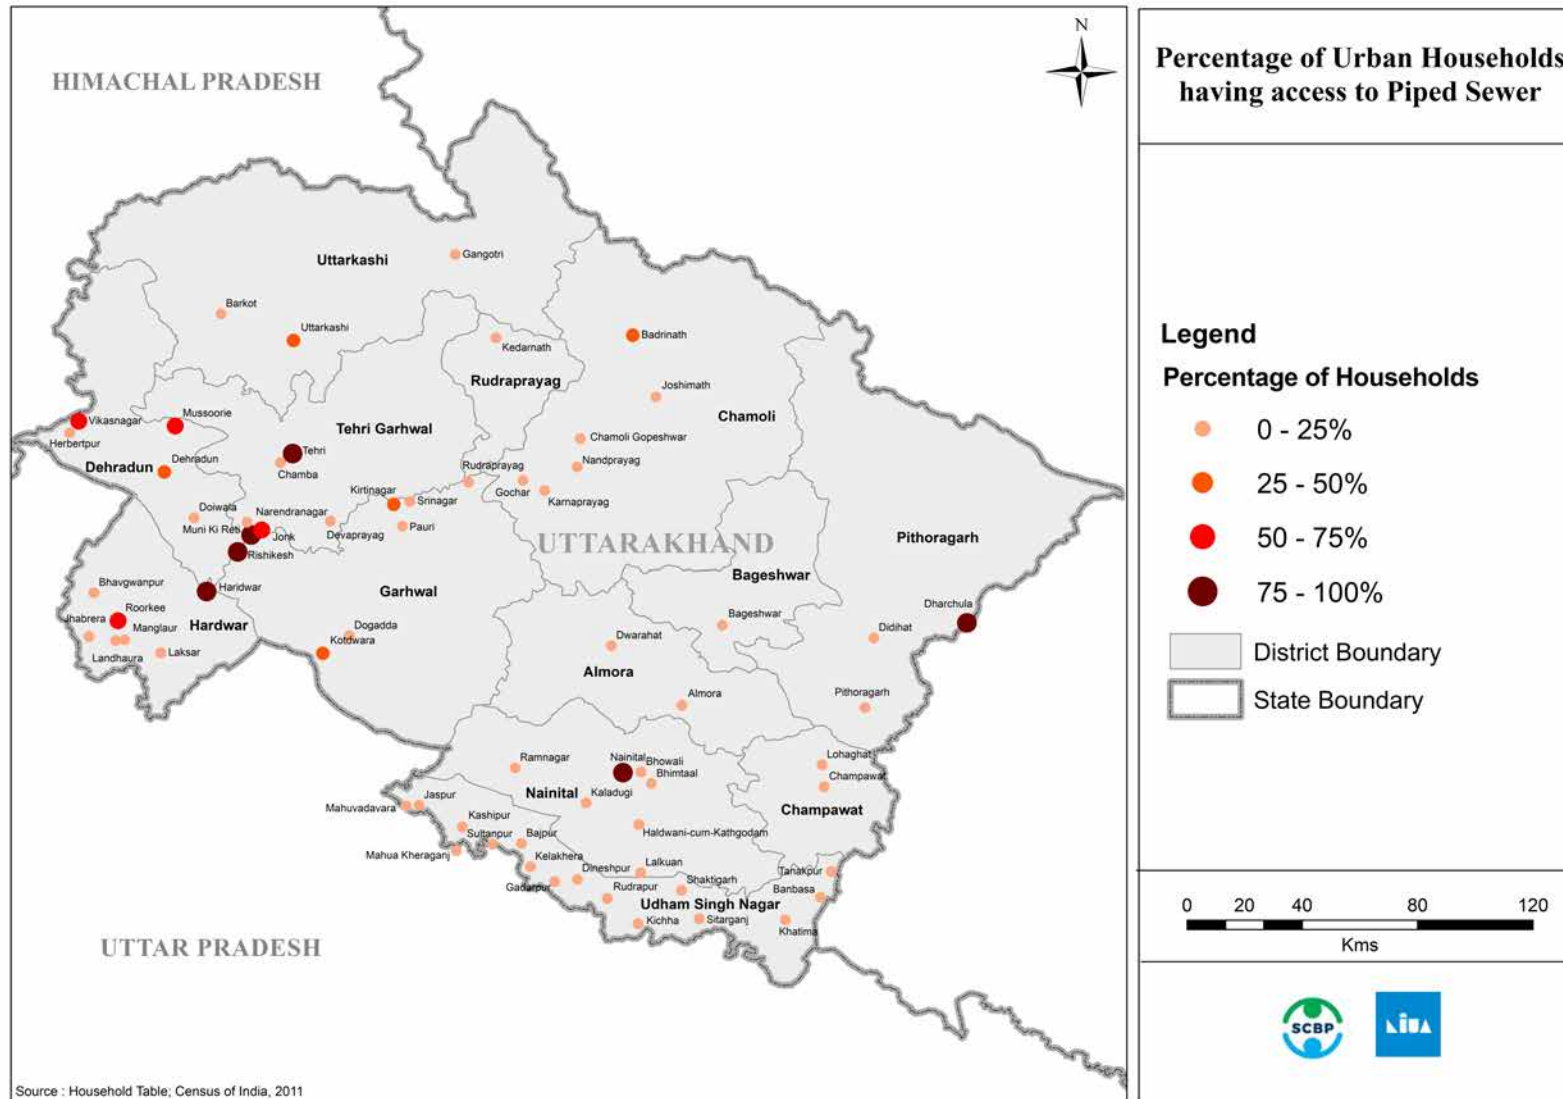 HIMACHAL PRADESH
N
Percentage of Urban Households
having access to Piped Sewer
Gangotri
Uttarkashi
Barkot
Uttarkashi
Badrinath
Kedarnath
Rudraprayag
Joshimath
Chamoli
Vikasnagar
Mussoorie
Herbertpur
Tehri Garhwal
Chamoli Gopeshwar
Tehri
Chamba
Dehradun
Dehradun
Rudraprayag
Nandprayag
Gochar
Karnaprayag
Kirtinagar
Srinagar
Doiwala
Narendranagar
Muni Ki Reti
Jonk
Devaprayag
Pauri
Rishikesh
UTTARAKHAND
Pithoragarh
Bageshwar
Haridwar
Garhwal
Bhavgwanpur
Roorkee
Hardwar
Jhabrera
Manglaur
Landhaura
Laksar
Dogadda
Kotdwara
Dharchula
Bageshwar
Didihat
Dwarahat
Almora
Almora
Pithoragarh
Ramnagar
Nainital
Bhowali
Bhimtaal
Nainital
Kaladugi
Lohaghat
Champawat
Champawat
Mahuvadavara
Jaspur
Kashipur
Sultanpur
Bajpur
Haldwani-cum-Kathgodam
Mahua Kheraganj
Kelakhera
Dineshpur
Lalkuan
Gadarpur
Rudrapur
Shaktigarh
Tanakpur
Banbasa
Udham Singh Nagar
Kichha
Sitarganj
Khatima
UTTAR PRADESH
Source : Household Table; Census of India, 2011
Legend
Percentage of Households
0 - 25%
25 - 50%
50 - 75%
75 - 100%
District Boundary
State Boundary
0 20 40 80 120
Kms
SCBP
NIUA